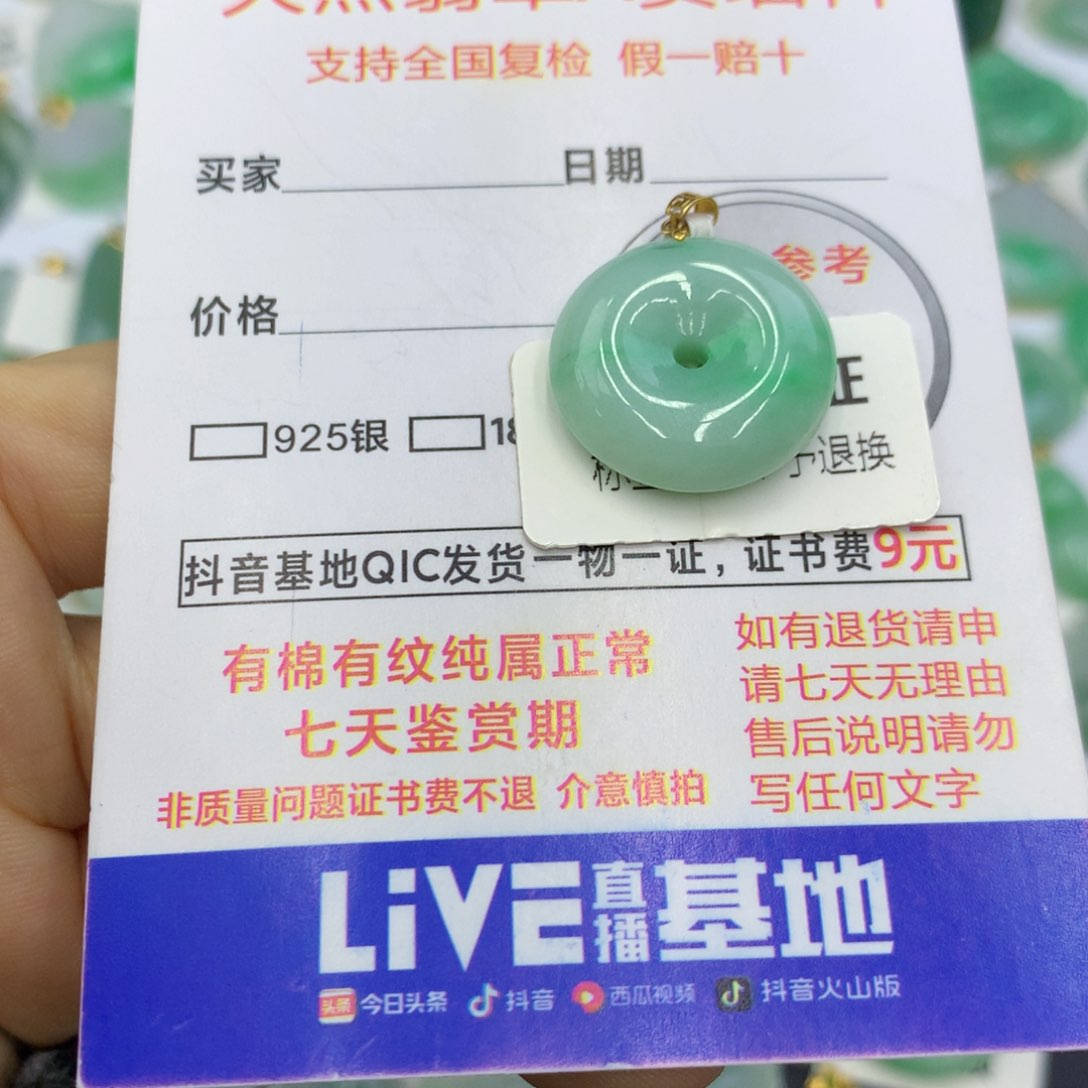 支持全国复检 假一赔十
买家 日期
参考
价格
证
925银 18
予退换
抖音基地QIC发货一物一证，证书费9元
有棉有纹纯属正常
七天鉴赏期
非质量问题证书费不退 介意慎拍
如有退货请申
请七天无理由
售后说明请勿
写任何文字
LiVE直播基地
头条 今日头条 抖音 西瓜视频 抖音火山版